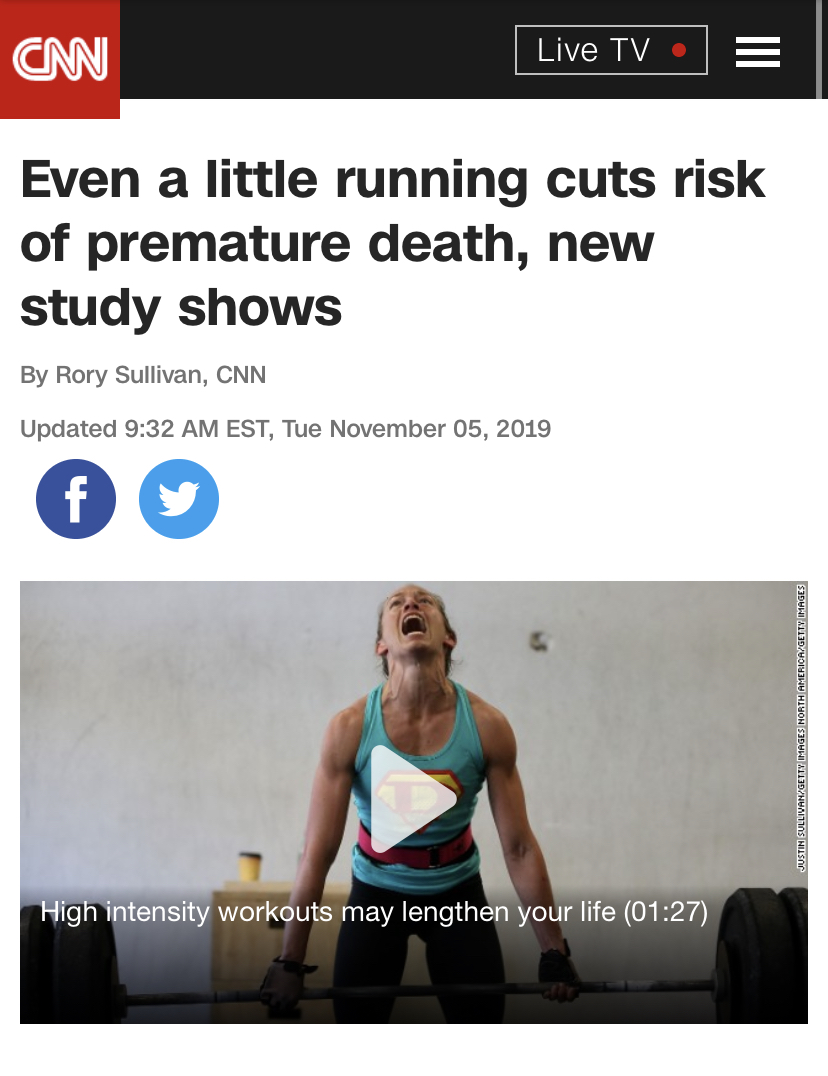 CNN
Live TV
Even a little running cuts risk
of premature death, new
study shows
By Rory Sullivan, CNN
Updated 9:32 AM EST, Tue November 05, 2019
f
JUSTIN SULLIVAN/GETTY IMAGES NORTH AMERICA/GETTY IMAGES
High intensity workouts may lengthen your life (01:27)